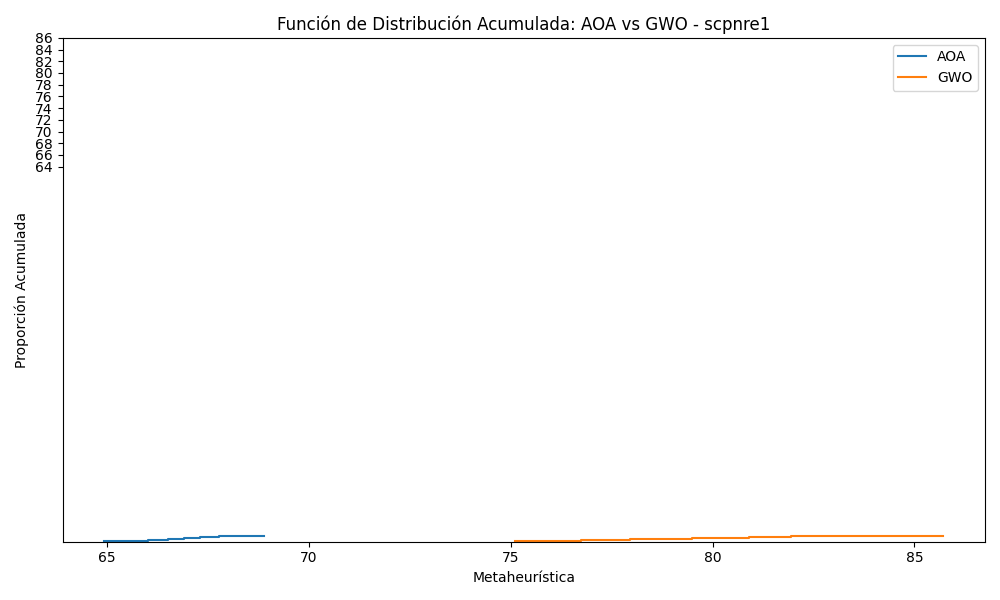 Función de Distribución Acumulada: AOA vs GWO - scpnre1
AOA
GWO
86
84
82
80
78
76
74
72
70
68
66
64
Proporción Acumulada
65 70 75 80 85
Metaheurística